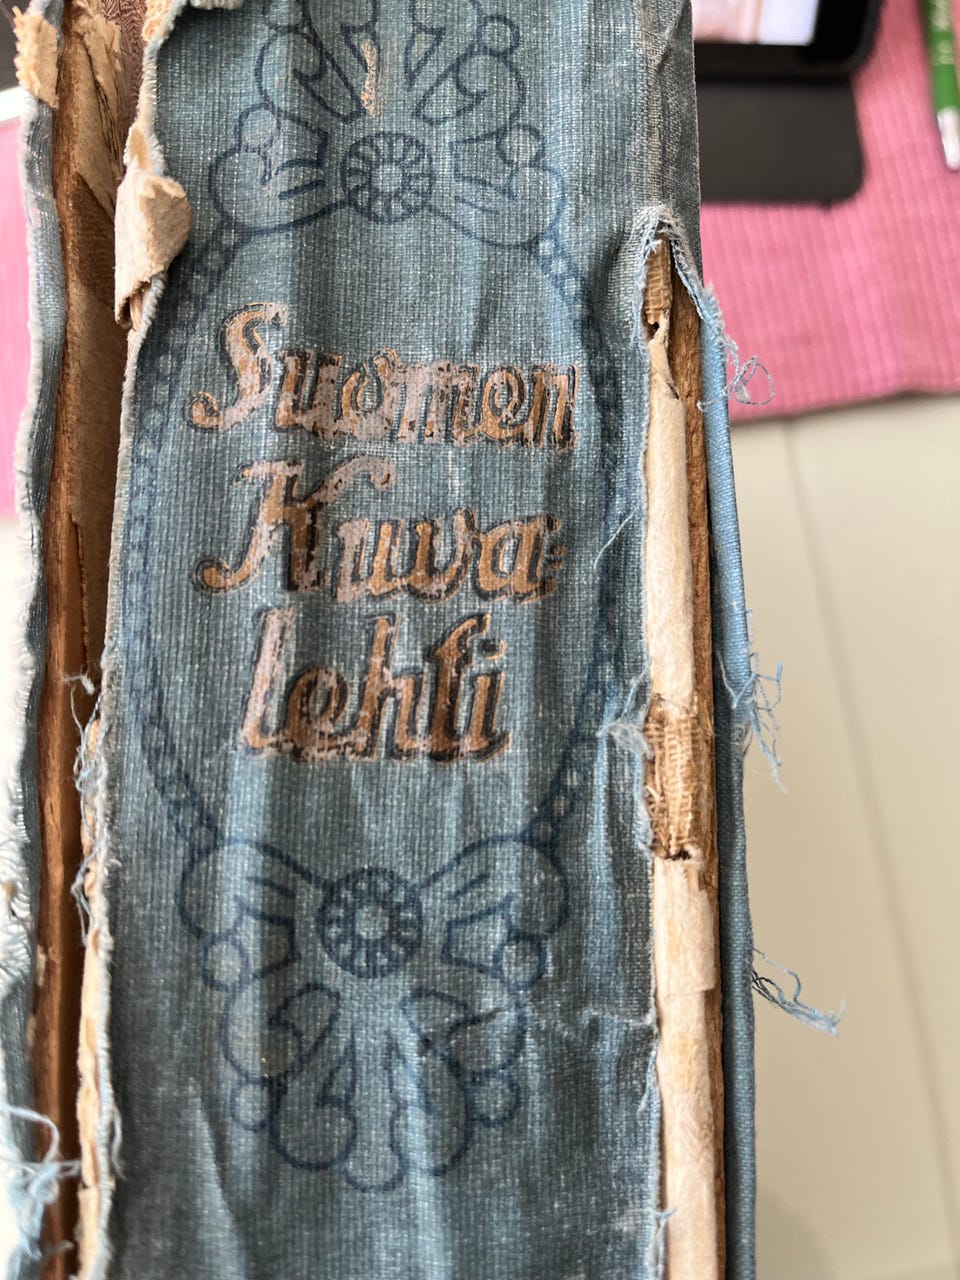 Suomen
Kuva-
lehti